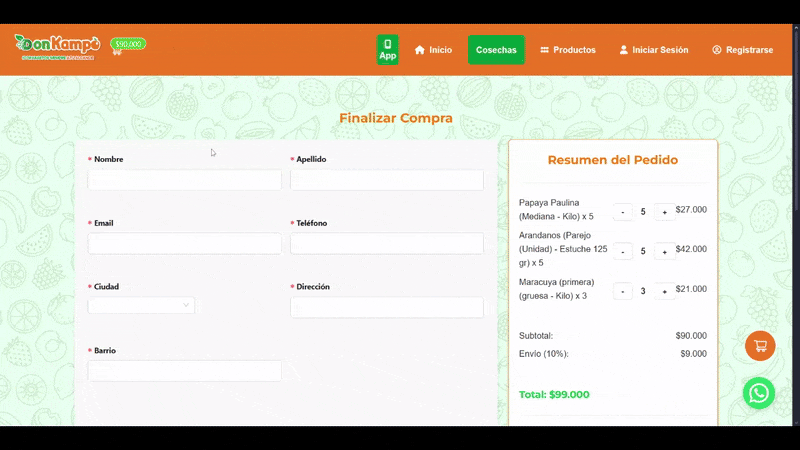 DonKampo
$90.000
App
Inicio
Cosechas
Productos
Iniciar Sesión
Registrarse
Finalizar Compra
* Nombre
* Apellido
* Email
* Teléfono
* Ciudad
* Dirección
* Barrio
Resumen del Pedido
Papaya Paulina
(Mediana - Kilo) x 5
- 5 +
$27.000
Arandanos (Parejo
(Unidad) - Estuche 125
gr) x 5
- 5 +
$42.000
Maracuya (primera)
(gruesa - Kilo) x 3
- 3 +
$21.000
Subtotal: $90.000
Envío (10%): $9.000
Total: $99.000